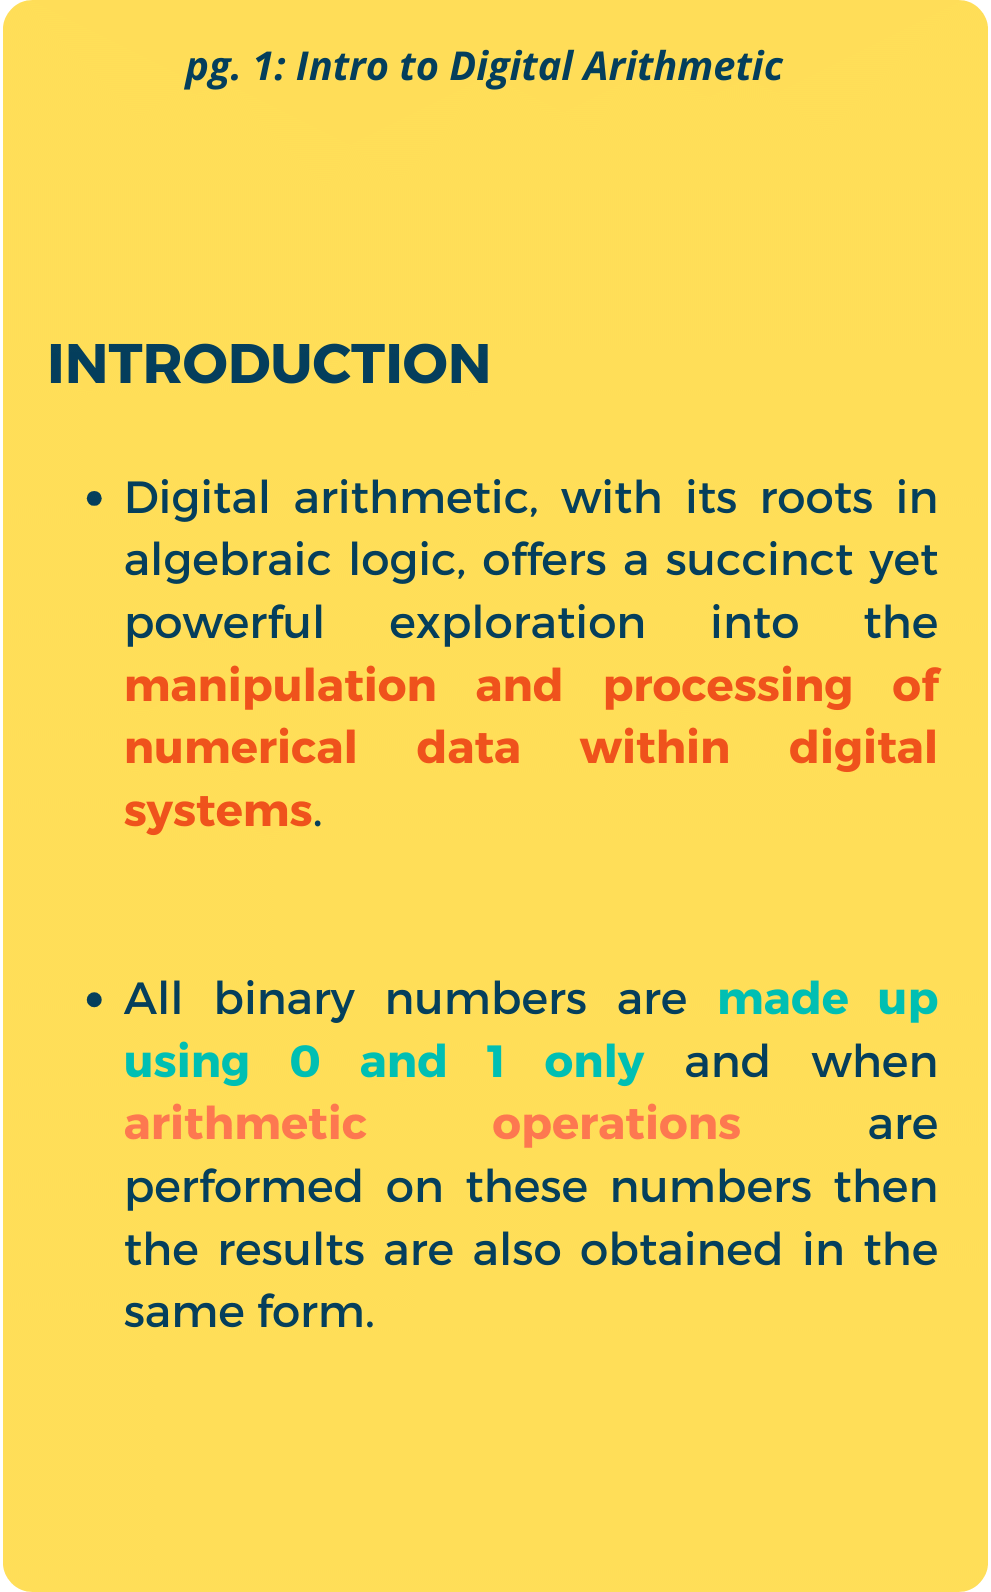 pg. 1: Intro to Digital Arithmetic
INTRODUCTION
• Digital arithmetic, with its roots in
algebraic logic, offers a succinct yet
powerful exploration into the
manipulation and processing of
numerical data within digital
systems.
• All binary numbers are made up
using 0 and 1 only and when
arithmetic operations are
performed on these numbers then
the results are also obtained in the
same form.